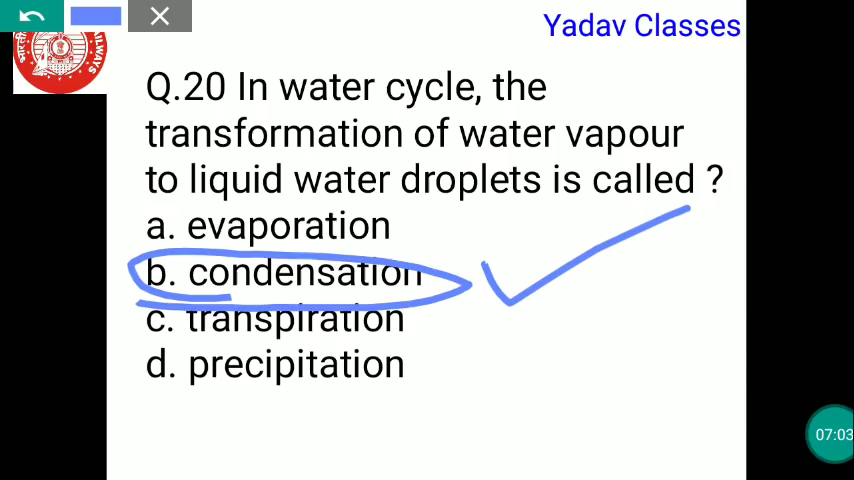 Yadav Classes
LWAYS
Q.20 In water cycle, the
transformation of water vapour
to liquid water droplets is called ?
a. evaporation
b. condensation
c. transpiration
d. precipitation
07:03